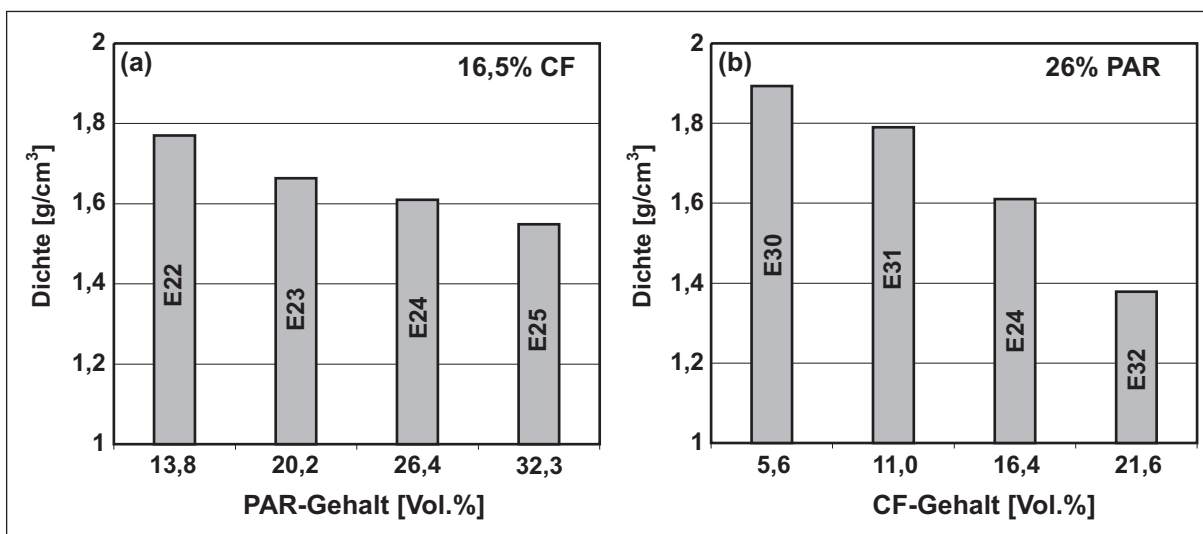 (a)
16,5% CF
Dichte [g/cm³]
2
1,8
1,6
1,4
1,2
1
E22
E23
E24
E25
13,8 20,2 26,4 32,3
PAR-Gehalt [Vol.%]
(b)
26% PAR
Dichte [g/cm³]
2
1,8
1,6
1,4
1,2
1
E30
E31
E24
E32
5,6 11,0 16,4 21,6
CF-Gehalt [Vol.%]